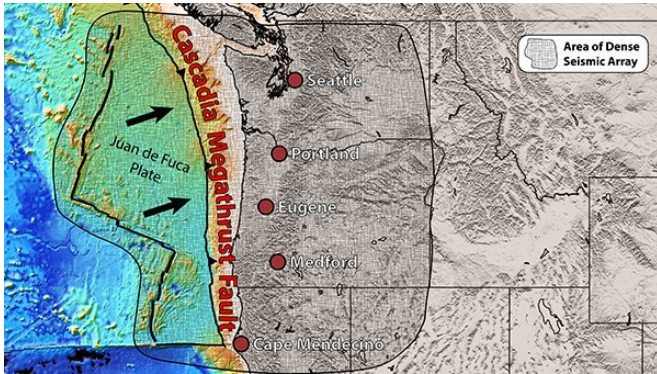 Area of Dense
Seismic Array
Cascadia Megathrust Fault
Seattle
Juan de Fuca
Plate
Portland
Eugene
Medford
Cape Mendecino